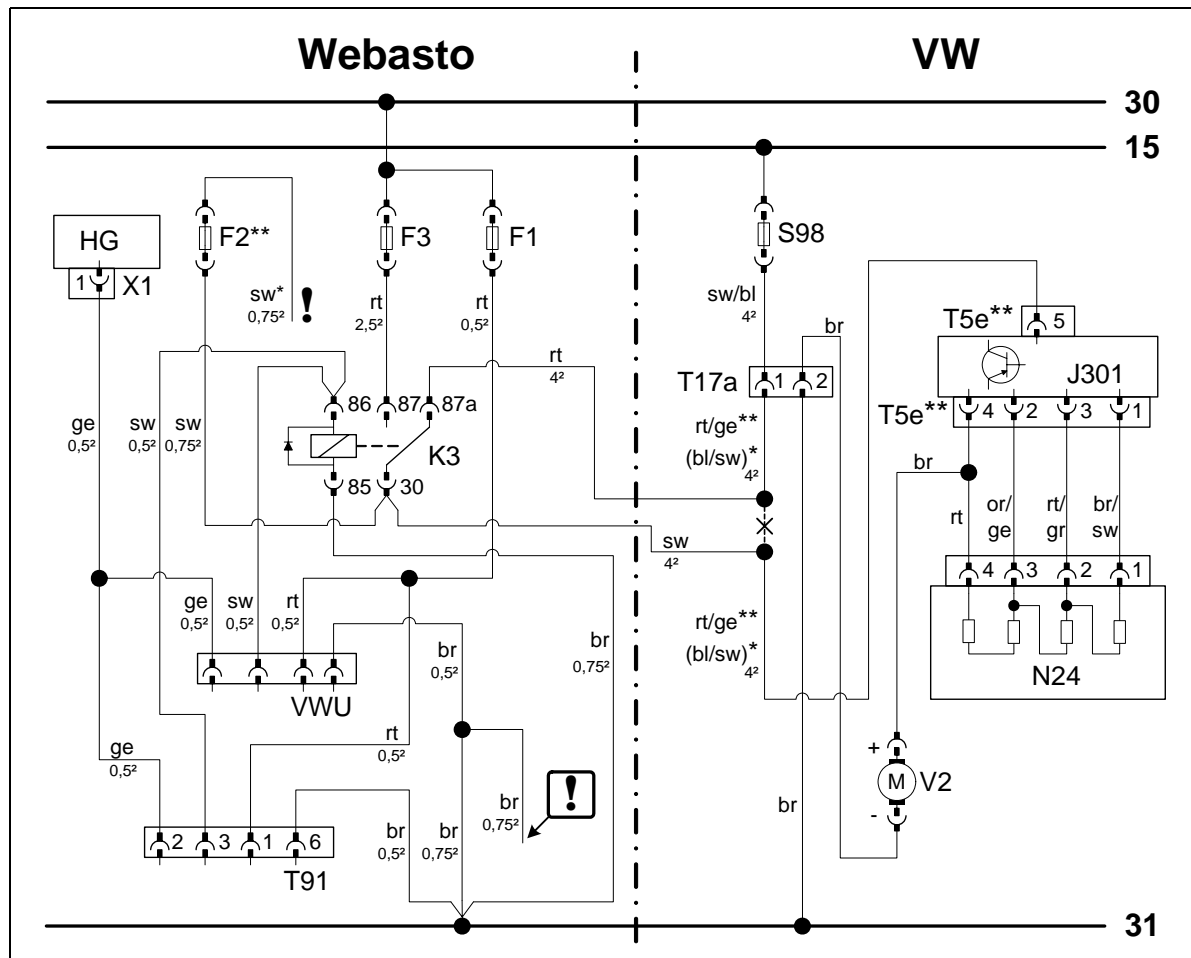 Webasto
VW
30
15
HG
1
X1
F2**
F3
F1
S98
sw*
0,75²
!
rt
2,5²
rt
0,5²
sw/bl
4²
br
T5e**
5
J301
T17a
1
2
T5e**
4
2
3
1
rt
4²
86
87
87a
K3
85
30
ge
0,5²
sw
0,5²
sw
0,75²
rt/ge**
(bl/sw)*
4²
br
rt
or/
ge
rt/
gr
br/
sw
sw
4²
4
3
2
1
N24
ge
0,5²
sw
0,5²
rt
0,5²
br
0,5²
br
0,75²
rt/ge**
(bl/sw)*
4²
VWU
ge
0,5²
rt
0,5²
br
0,75²
!
+
M
V2
-
2
3
1
6
T91
br
0,5²
br
0,75²
br
31